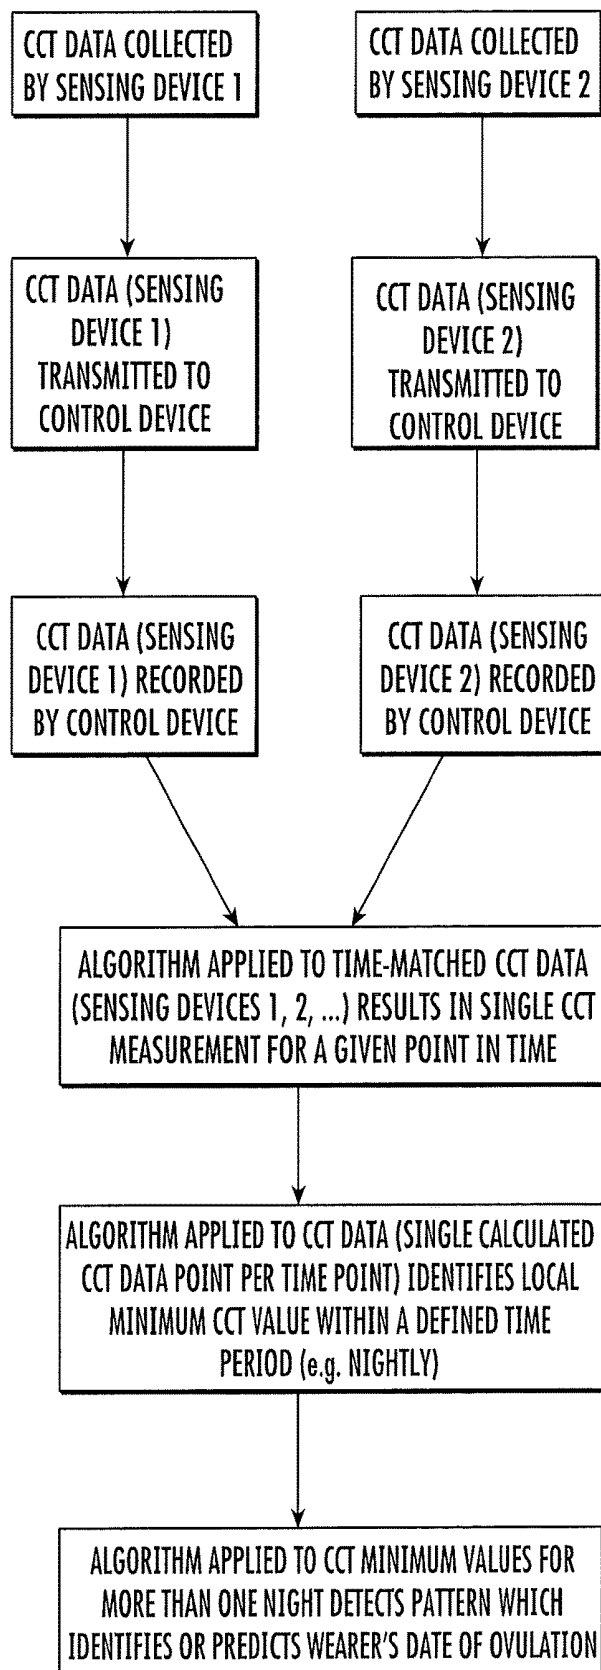 CCT DATA COLLECTED
BY SENSING DEVICE 1
CCT DATA COLLECTED
BY SENSING DEVICE 2
CCT DATA (SENSING
DEVICE 1)
TRANSMITTED TO
CONTROL DEVICE
CCT DATA (SENSING
DEVICE 2)
TRANSMITTED TO
CONTROL DEVICE
CCT DATA (SENSING
DEVICE 1) RECORDED
BY CONTROL DEVICE
CCT DATA (SENSING
DEVICE 2) RECORDED
BY CONTROL DEVICE
ALGORITHM APPLIED TO TIME-MATCHED CCT DATA
(SENSING DEVICES 1, 2, ...) RESULTS IN SINGLE CCT
MEASUREMENT FOR A GIVEN POINT IN TIME
ALGORITHM APPLIED TO CCT DATA (SINGLE CALCULATED
CCT DATA POINT PER TIME POINT) IDENTIFIES LOCAL
MINIMUM CCT VALUE WITHIN A DEFINED TIME
PERIOD (e.g. NIGHTLY)
ALGORITHM APPLIED TO CCT MINIMUM VALUES FOR
MORE THAN ONE NIGHT DETECTS PATTERN WHICH
IDENTIFIES OR PREDICTS WEARER'S DATE OF OVULATION